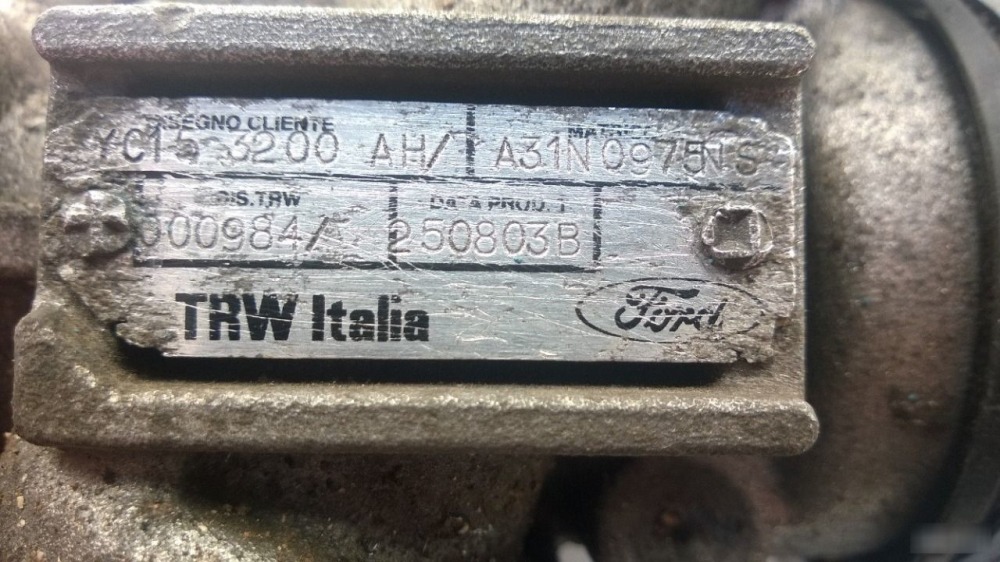 DISEGNO CLIENTE
YC15 3200 AH/ A31N 0975NS
DIS.TRW DATA PROD.
000984/ 250803B
TRW Italia Ford